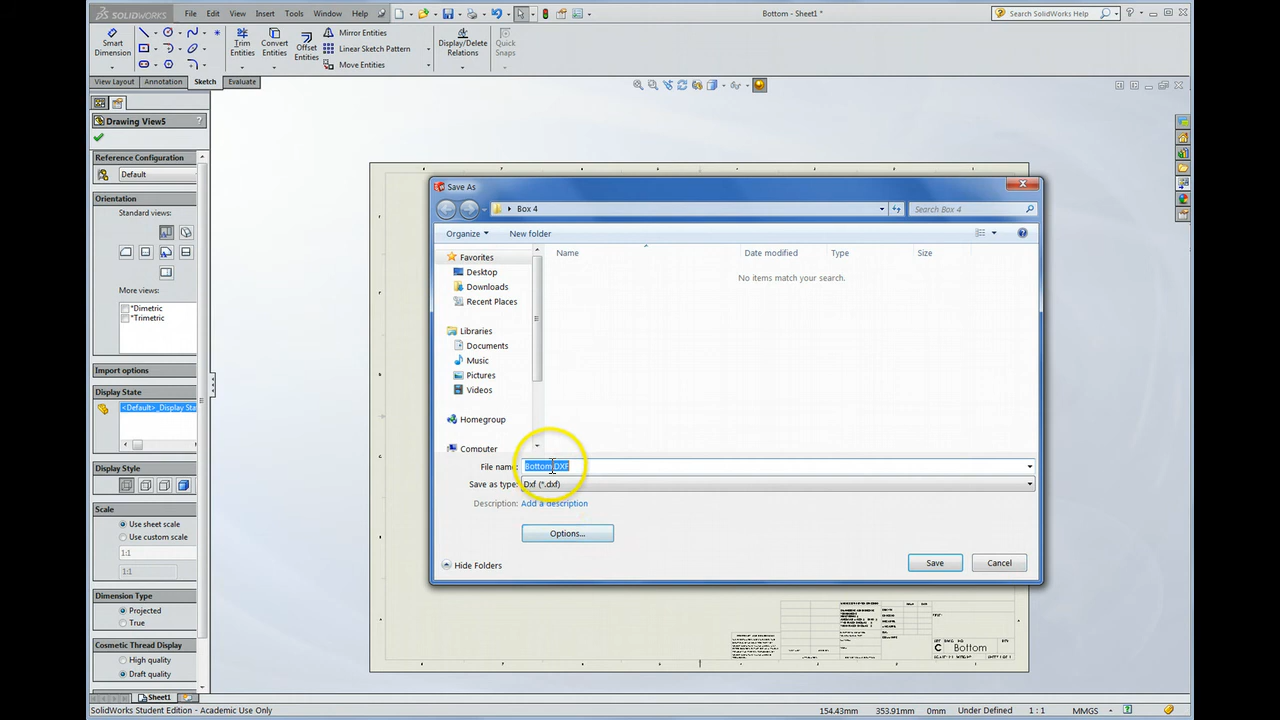 SOLIDWORKS File Edit View Insert Tools Window Help
Bottom - Sheet1 *
Search SolidWorks Help
Smart Dimension
Trim Entities
Convert Entities
Offset Entities
Mirror Entities
Linear Sketch Pattern
Move Entities
Display/Delete Relations
Quick Snaps
View Layout Annotation Sketch Evaluate
Drawing View5 ?
Reference Configuration
Default
Orientation
Standard views:
More views:
*Dimetric
*Trimetric
Import options
Display State
<Default>_Display Sta
Display Style
Scale
Use sheet scale
Use custom scale
1:1
1:1
Dimension Type
Projected
True
Cosmetic Thread Display
High quality
Draft quality
Save As
Box 4
Search Box 4
Organize New folder
Favorites
Desktop
Downloads
Recent Places
Libraries
Documents
Music
Pictures
Videos
Homegroup
Computer
Name Date modified Type Size
No items match your search.
File name: Bottom.DXF
Save as type: Dxf (*.dxf)
Description: Add a description
Options...
Hide Folders
Save Cancel
C Bottom
Sheet1
SolidWorks Student Edition - Academic Use Only
154.43mm 353.91mm 0mm Under Defined 1 : 1 MMGS